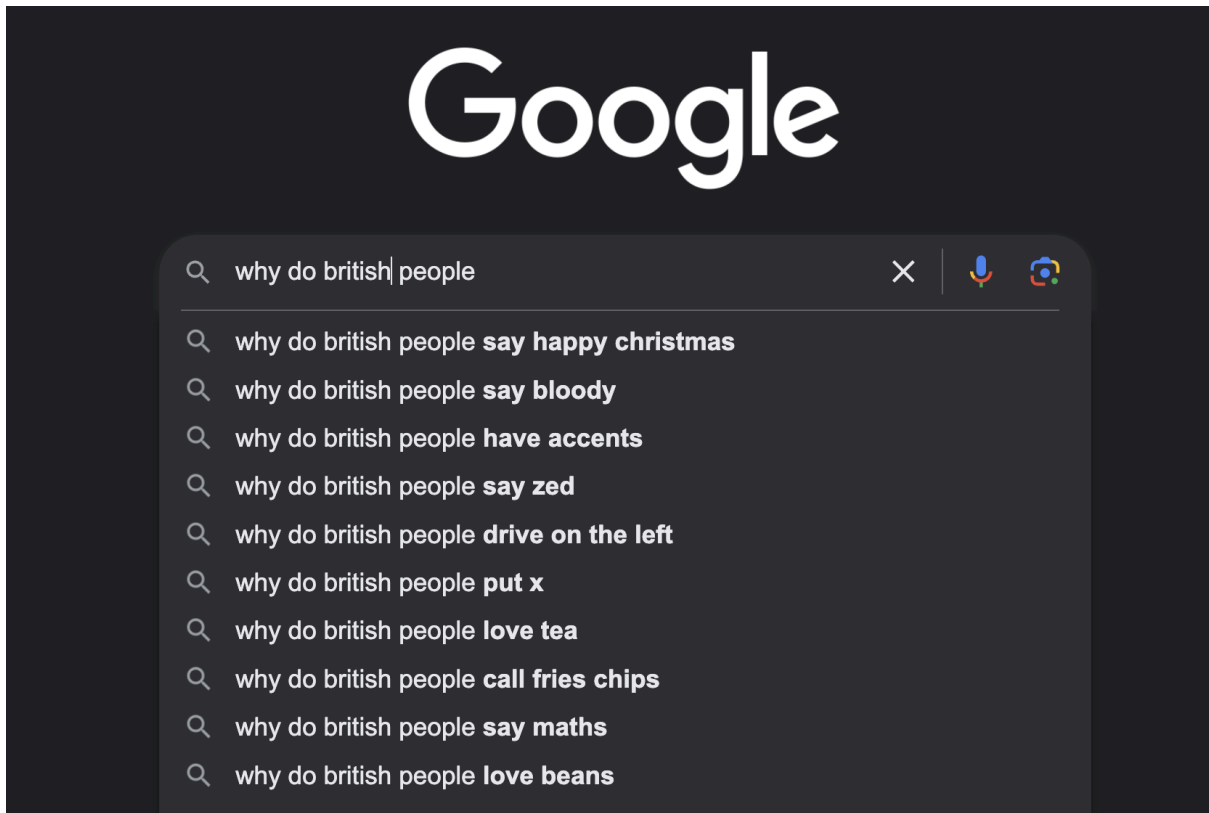 Google
why do british people
why do british people say happy christmas
why do british people say bloody
why do british people have accents
why do british people say zed
why do british people drive on the left
why do british people put x
why do british people love tea
why do british people call fries chips
why do british people say maths
why do british people love beans